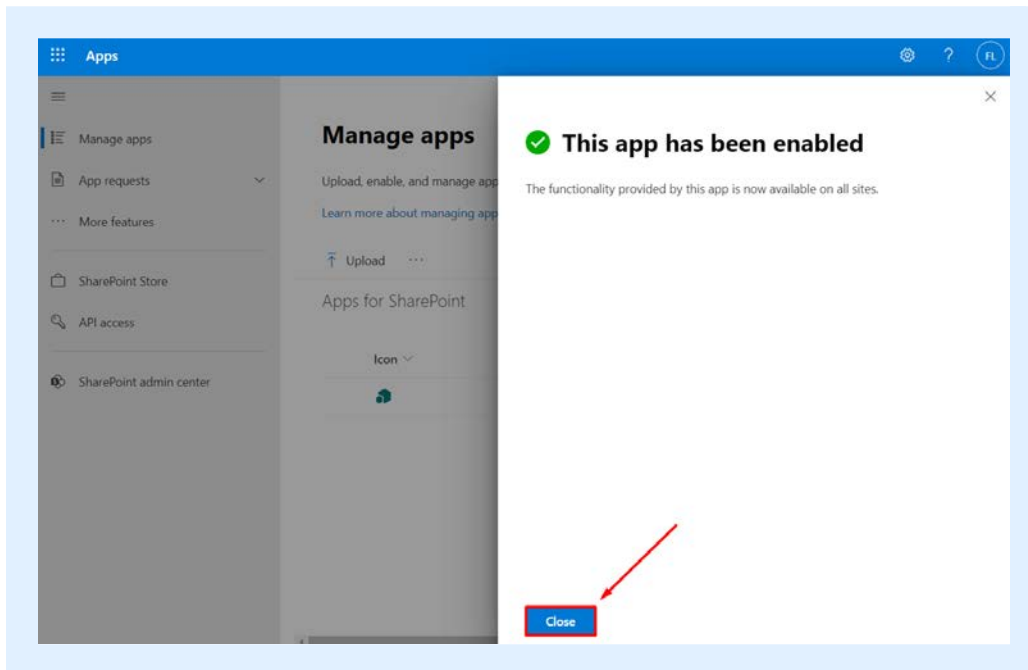 Apps
?
FL
Manage apps
App requests
More features
SharePoint Store
API access
SharePoint admin center
Manage apps
Upload, enable, and manage app
Learn more about managing app
Upload ...
Apps for SharePoint
Icon
This app has been enabled
The functionality provided by this app is now available on all sites.
Close